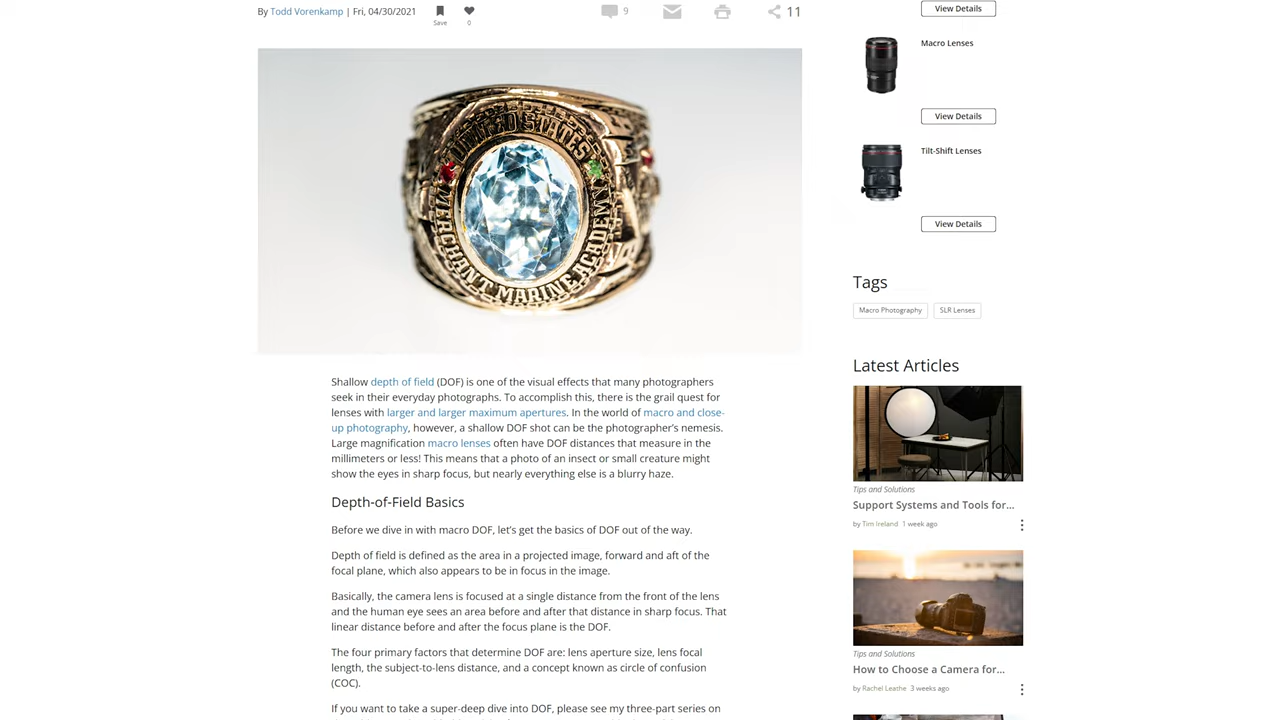 By Todd Vorenkamp | Fri, 04/30/2021
Save
0
9
11
UNITED STATES
MERCHANT MARINE ACADEMY
Shallow depth of field (DOF) is one of the visual effects that many photographers
seek in their everyday photographs. To accomplish this, there is the grail quest for
lenses with larger and larger maximum apertures. In the world of macro and close-
up photography, however, a shallow DOF shot can be the photographer's nemesis.
Large magnification macro lenses often have DOF distances that measure in the
millimeters or less! This means that a photo of an insect or small creature might
show the eyes in sharp focus, but nearly everything else is a blurry haze.
Depth-of-Field Basics
Before we dive in with macro DOF, let's get the basics of DOF out of the way.
Depth of field is defined as the area in a projected image, forward and aft of the
focal plane, which also appears to be in focus in the image.
Basically, the camera lens is focused at a single distance from the front of the lens
and the human eye sees an area before and after that distance in sharp focus. That
linear distance before and after the focus plane is the DOF.
The four primary factors that determine DOF are: lens aperture size, lens focal
length, the subject-to-lens distance, and a concept known as circle of confusion
(COC).
If you want to take a super-deep dive into DOF, please see my three-part series on
View Details
Macro Lenses
View Details
Tilt-Shift Lenses
View Details
Tags
Macro Photography
SLR Lenses
Latest Articles
Tips and Solutions
Support Systems and Tools for...
by Tim Ireland 1 week ago
Tips and Solutions
How to Choose a Camera for...
by Rachel Leathe 3 weeks ago